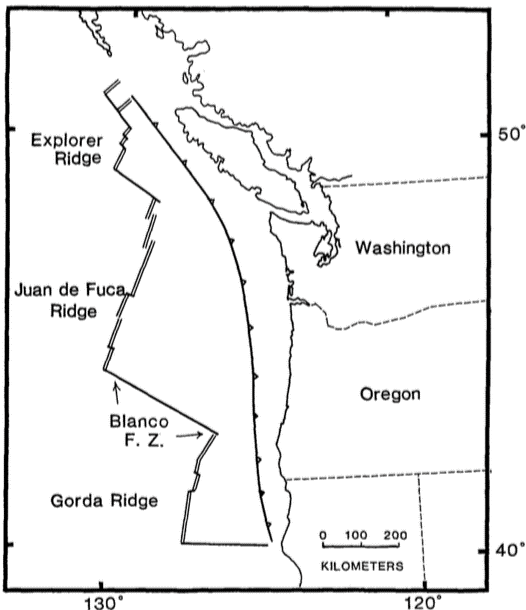 50°
Explorer
Ridge
Washington
Juan de Fuca
Ridge
Oregon
Blanco
F. Z.
Gorda Ridge
0 100 200
KILOMETERS
40°
130°
120°